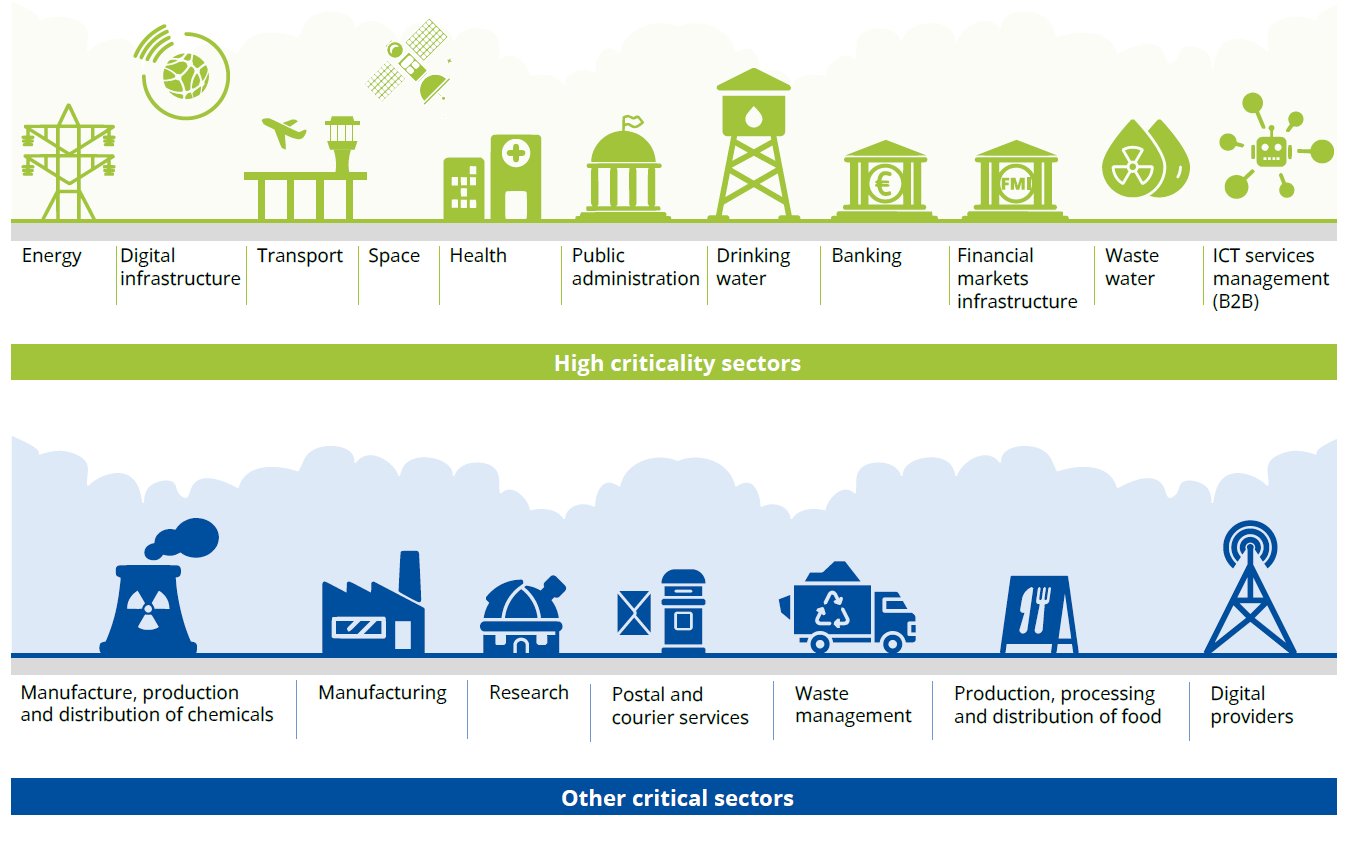 €
FMI
Energy
Digital
infrastructure
Transport
Space
Health
Public
administration
Drinking
water
Banking
Financial
markets
infrastructure
Waste
water
ICT services
management
(B2B)
High criticality sectors
Manufacture, production
and distribution of chemicals
Manufacturing
Research
Postal and
courier services
Waste
management
Production, processing
and distribution of food
Digital
providers
Other critical sectors